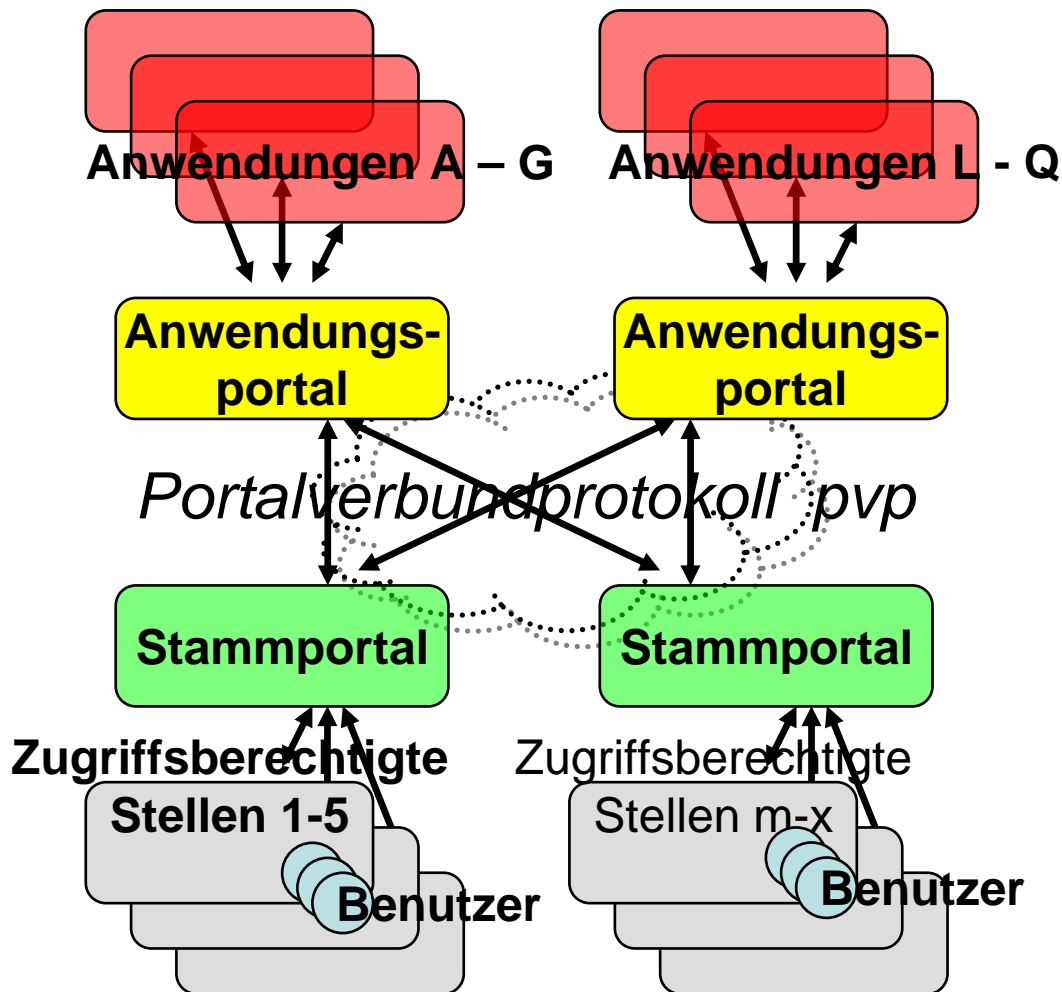 Anwendungen A – G
Anwendungen L - Q
Anwendungs-
portal
Anwendungs-
portal
Portalverbundprotokoll pvp
Stammportal
Stammportal
Zugriffsberechtigte
Stellen 1-5
Benutzer
Zugriffsberechtigte
Stellen m-x
Benutzer